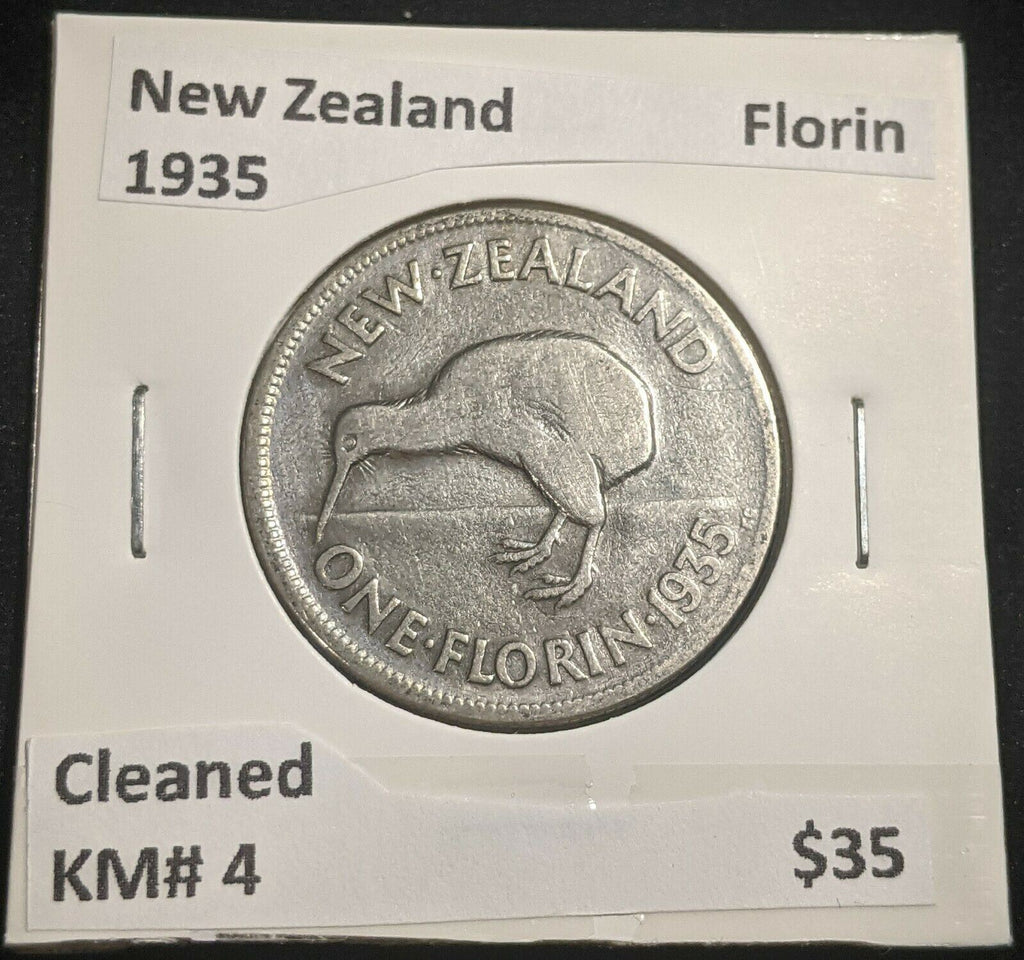 New Zealand Florin
1935
NEW·ZEALAND
ONE·FLORIN·1935
Cleaned
KM# 4 $35